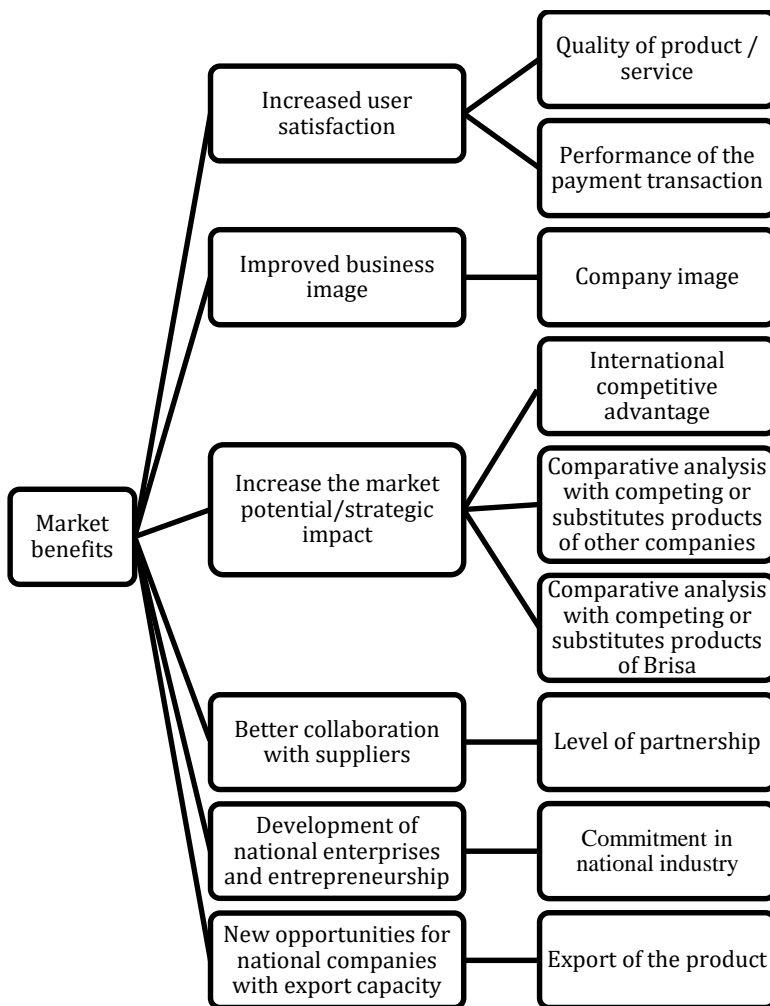 Market
benefits
Increased user
satisfaction
Quality of product /
service
Performance of the
payment transaction
Improved business
image
Company image
Increase the market
potential/strategic
impact
International
competitive
advantage
Comparative analysis
with competing or
substitutes products
of other companies
Comparative analysis
with competing or
substitutes products
of Brisa
Better collaboration
with suppliers
Level of partnership
Development of
national enterprises
and entrepreneurship
Commitment in
national industry
New opportunities for
national companies
with export capacity
Export of the product